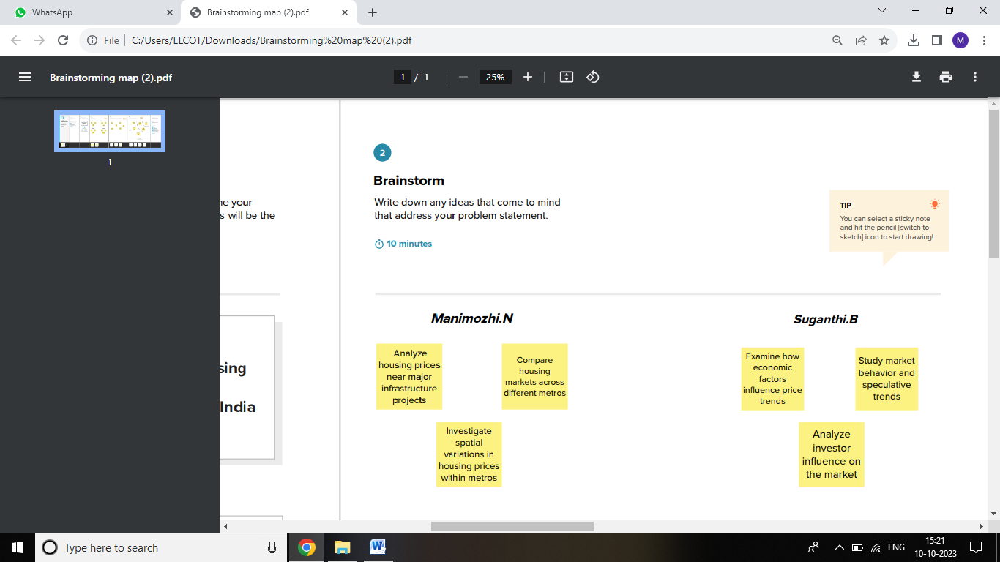 WhatsApp
Brainstorming map (2).pdf
File
C:/Users/ELCOT/Downloads/Brainstorming%20map%20(2).pdf
M
Brainstorming map (2).pdf
1 / 1
25%
1
ne your
s will be the
sing
India
2
Brainstorm
Write down any ideas that come to mind
that address your problem statement.
10 minutes
TIP
You can select a sticky note
and hit the pencil [switch to
sketch] icon to start drawing!
Manimozhi.N
Analyze
housing prices
near major
infrastructure
projects
Compare
housing
markets across
different metros
Investigate
spatial
variations in
housing prices
within metros
Suganthi.B
Examine how
economic
factors
influence price
trends
Study market
behavior and
speculative
trends
Analyze
investor
influence on
the market
Type here to search
ENG
15:21
10-10-2023